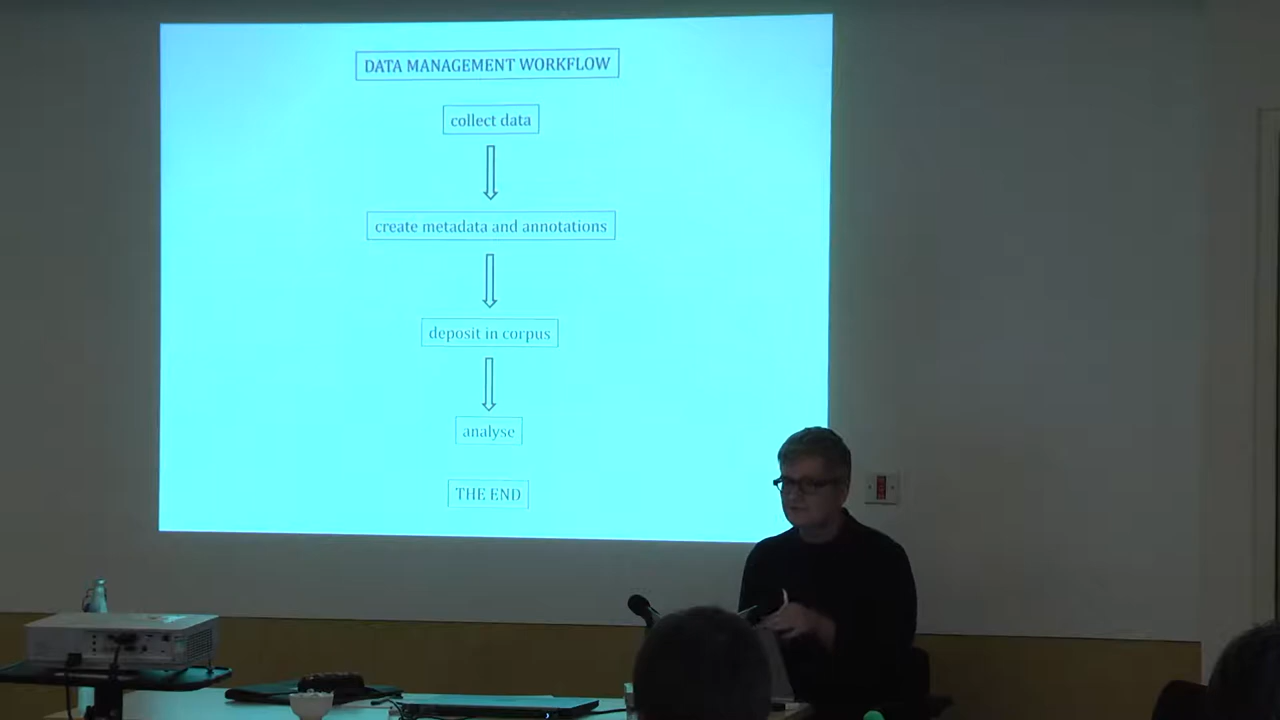 DATA MANAGEMENT WORKFLOW
collect data
create metadata and annotations
deposit in corpus
analyse
THE END